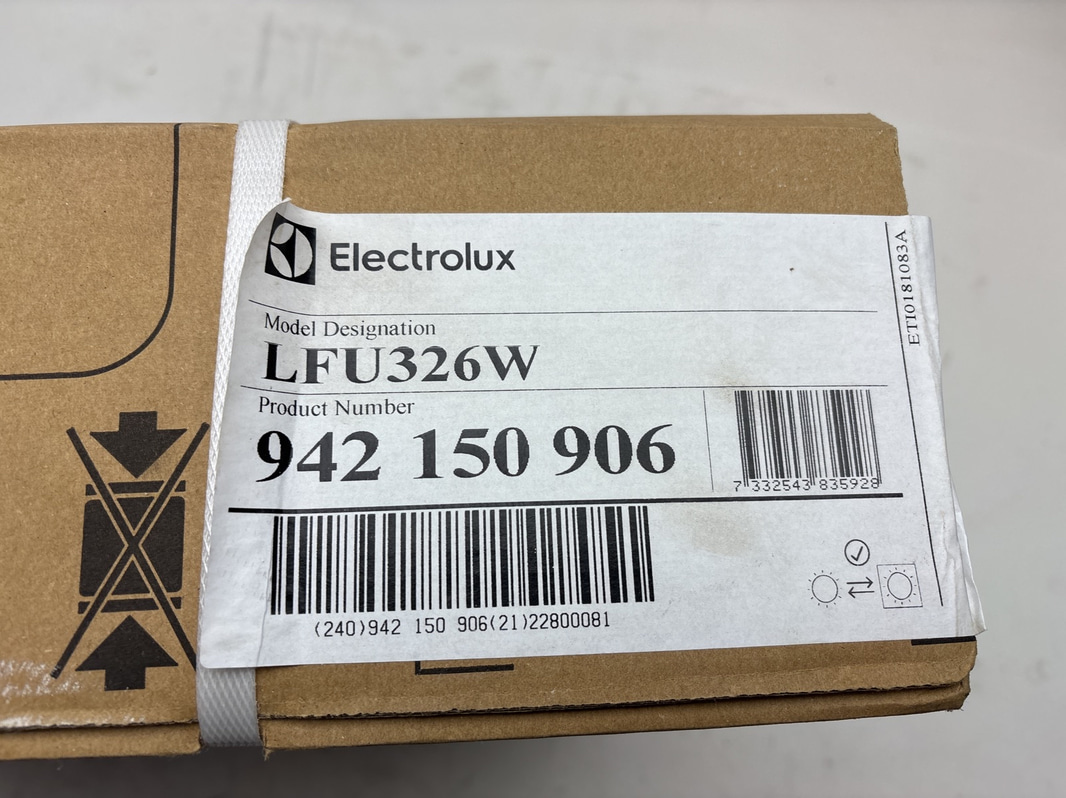 Electrolux
Model Designation
LFU326W
Product Number
942 150 906
7 332543 835928
(240)942 150 906(21)22800081
ETI0181083A